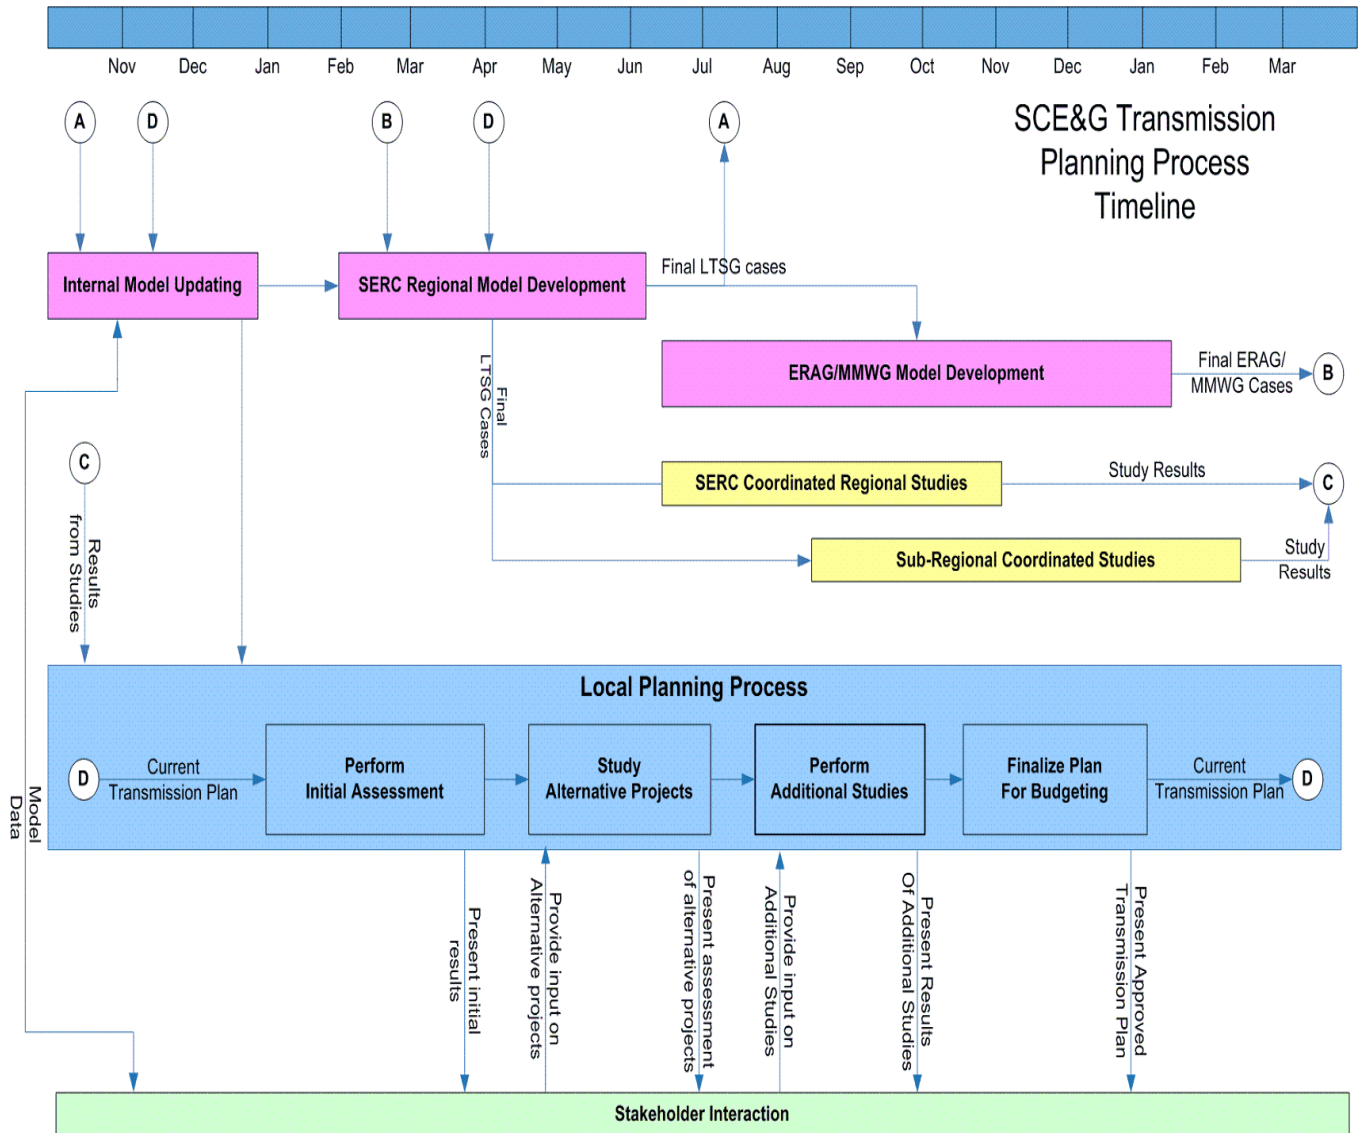 Nov Dec Jan Feb Mar Apr May Jun Jul Aug Sep Oct Nov Dec Jan Feb Mar
SCE&G Transmission
Planning Process
Timeline
A
D
B
D
A
Internal Model Updating
SERC Regional Model Development
Final LTSG cases
ERAG/MMWG Model Development
Final ERAG/
MMWG Cases
B
Final
LTSG Cases
C
Results
from Studies
SERC Coordinated Regional Studies
Study Results
C
Sub-Regional Coordinated Studies
Study
Results
Local Planning Process
D
Current
Transmission Plan
Perform
Initial Assessment
Study
Alternative Projects
Perform
Additional Studies
Finalize Plan
For Budgeting
Current
Transmission Plan
D
Model
Data
Present initial
results
Provide input on
Alternative projects
Present assessment
of alternative projects
Provide input on
Additional Studies
Present Results
Of Additional Studies
Present Approved
Transmission Plan
Stakeholder Interaction